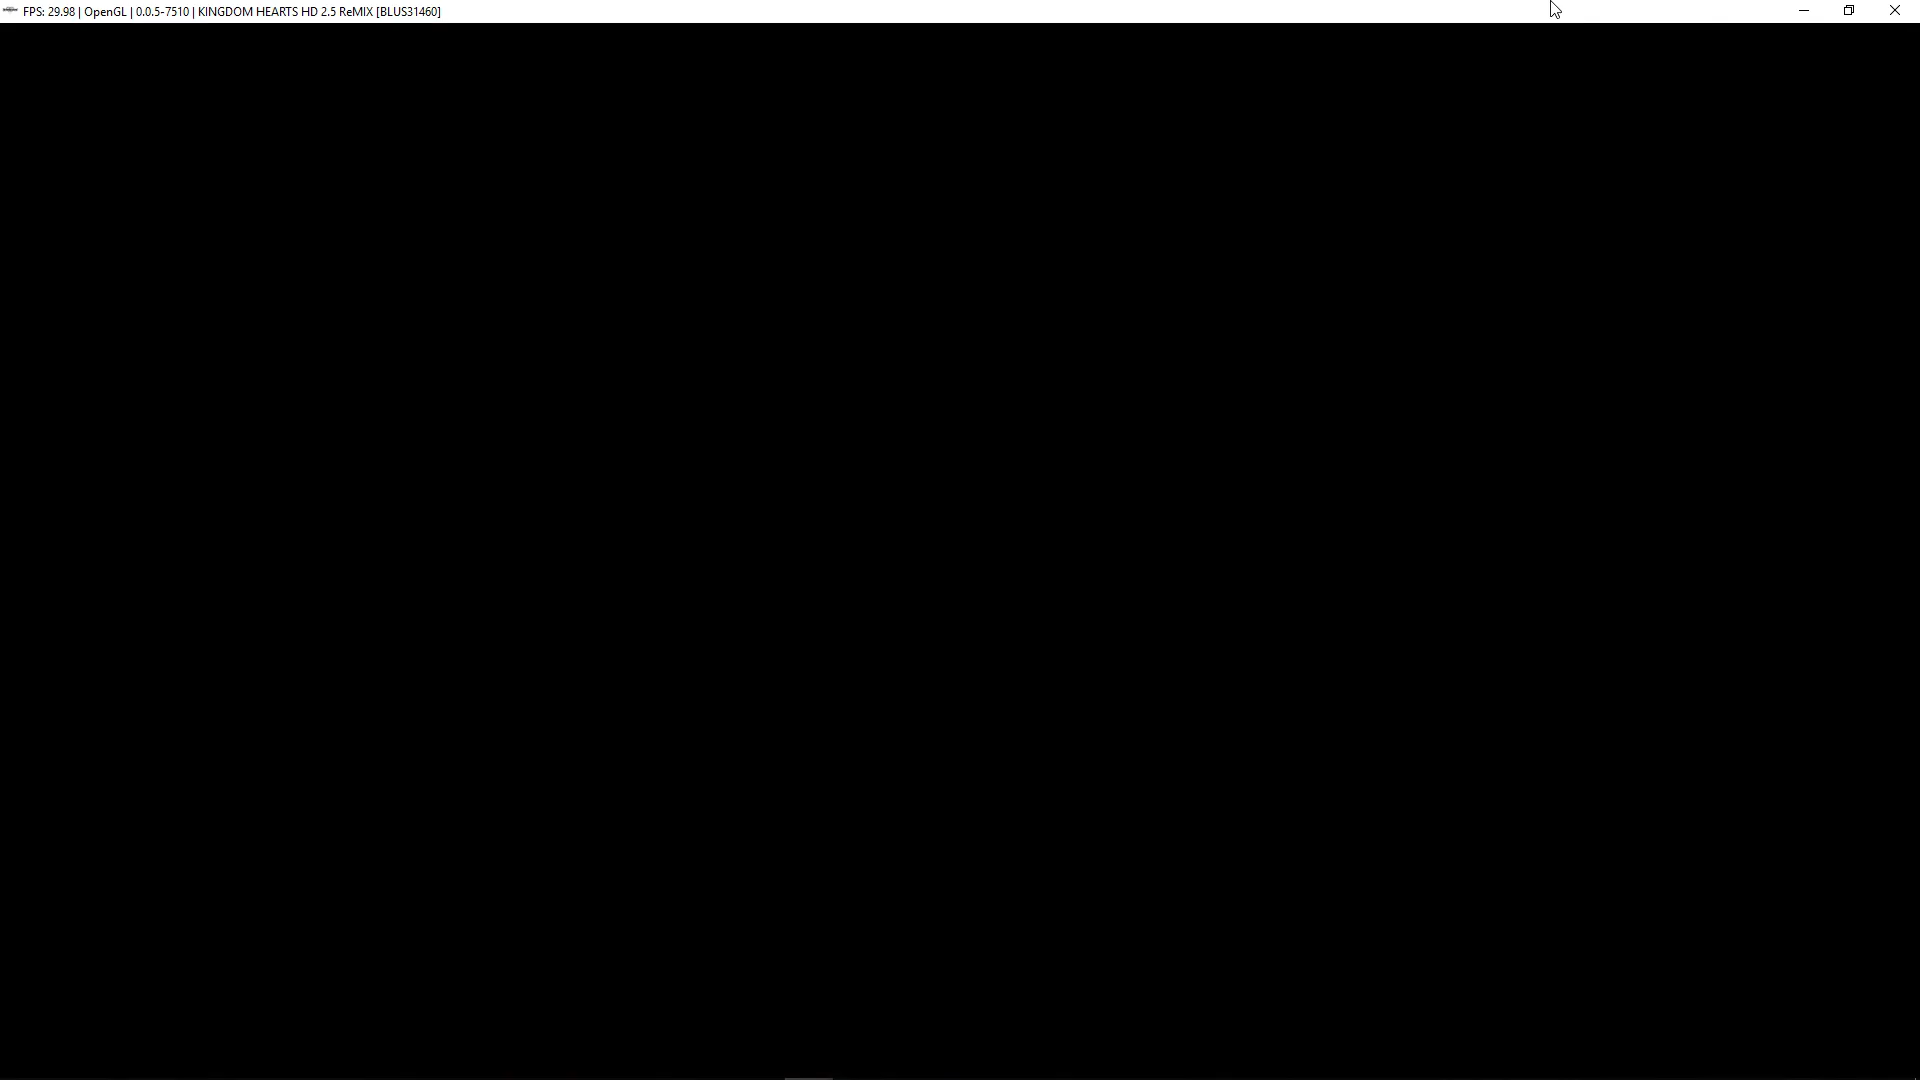 FPS: 29.98 | OpenGL | 0.0.5-7510 | KINGDOM HEARTS HD 2.5 ReMIX [BLUS31460]